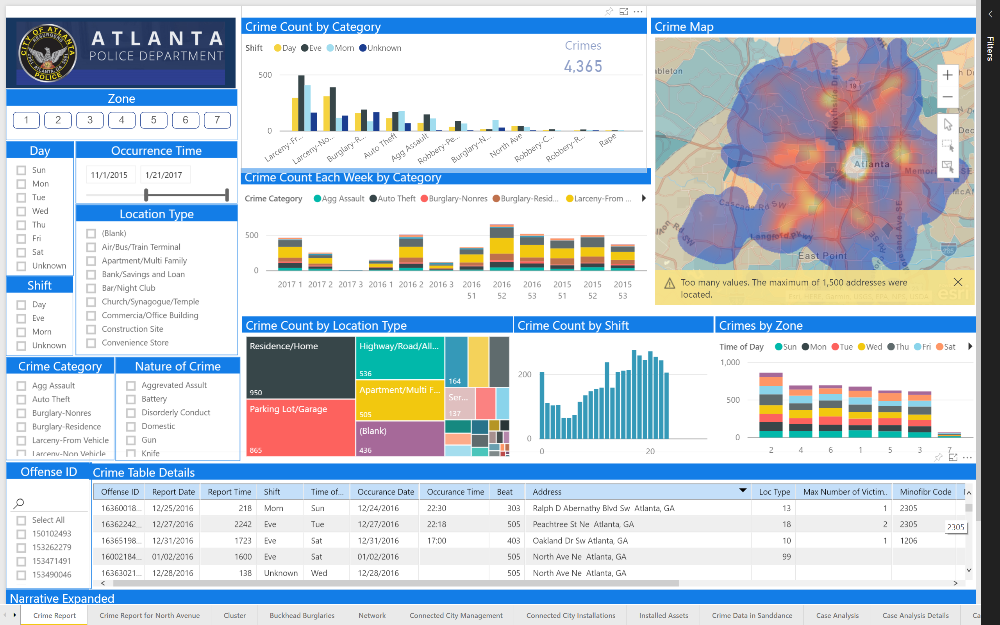 CITY OF ATLANTA
RESURGENS
1847 1865
ATLANTA, GA
POLICE
ATLANTA
POLICE DEPARTMENT
Zone
1 2 3 4 5 6 7
Day
Sun
Mon
Tue
Wed
Thu
Fri
Sat
Unknown
Shift
Day
Eve
Morn
Unknown
Occurrence Time
11/1/2015 1/21/2017
Location Type
(Blank)
Air/Bus/Train Terminal
Apartment/Multi Family
Bank/Savings and Loan
Bar/Night Club
Church/Synagogue/Temple
Commercia/Office Building
Construction Site
Convenience Store
Crime Category
Agg Assault
Auto Theft
Burglary-Nonres
Burglary-Residence
Larceny-From Vehicle
Larceny-Non Vehicle
Nature of Crime
Aggrevated Assult
Battery
Disorderly Conduct
Domestic
Gun
Knife
Crime Count by Category
Shift Day Eve Morn Unknown
Crimes
4,365
500
0
Larceny-Fr...
Larceny-No...
Burglary-R...
Auto Theft
Agg Assault
Robbery-Pe...
Burglary-N...
North Ave
Robbery-C...
Robbery-R...
Rape
Crime Count Each Week by Category
Crime Category Agg Assault Auto Theft Burglary-Nonres Burglary-Resid... Larceny-From ...
500
0
2017 1 2017 2 2017 3 2016 1 2016 2 2016 3 2016 2016 2016 2015 2015 2015
51 52 53 51 52 53
Crime Map
ableton
19
Northside Dr NW
Atlanta
Memori SE
McAf
Dec
N D
h Dr
Cascade Rd SW
Langford Pkwy
East Point
Moreland Ave SE
285
Rd SW
Too many values. The maximum of 1,500 addresses were
located.
Esri, HERE, Garmin, USGS, EPA, NPS, USDA
esri
Filters
Crime Count by Location Type
Residence/Home
950
Parking Lot/Garage
865
Highway/Road/All...
536
Apartment/Multi F...
505
(Blank)
436
164
Ser...
137
Crime Count by Shift
200
0
0 20
Crimes by Zone
Time of Day Sun Mon Tue Wed Thu Fri Sat
1,000
500
0
2 4 6 1 5 3 7
Offense ID
Select All
150102493
153262279
153471491
153490046
Crime Table Details
Offense ID Report Date Report Time Shift Time of... Occurance Date Occurance Time Beat Address Loc Type Max Number of Victim.. Minofibr Code
16360018... 12/25/2016 218 Morn Sun 12/24/2016 22:30 303 Ralph D Abernathy Blvd Sw Atlanta, GA 13 1 2305
16362242... 12/27/2016 2242 Eve Tue 12/27/2016 22:18 505 Peachtree St Ne Atlanta, GA 18 2 2305
2305
16365198... 12/31/2016 1723 Eve Sat 12/31/2016 17:00 403 Oakland Dr Sw Atlanta, GA 10 1 1206
16002184... 01/02/2016 1600 Eve Sat 01/02/2016 505 North Ave Ne Atlanta, GA 99
16363021... 12/28/2016 138 Unknown Wed 12/28/2016 505 North Ave Ne Atlanta, GA
Narrative Expanded
Crime Report Crime Report for North Avenue Cluster Buckhead Burglaries Network Connected City Management Connected City Installations Installed Assets Crime Data in Sanddance Case Analysis Case Analysis Details Ca